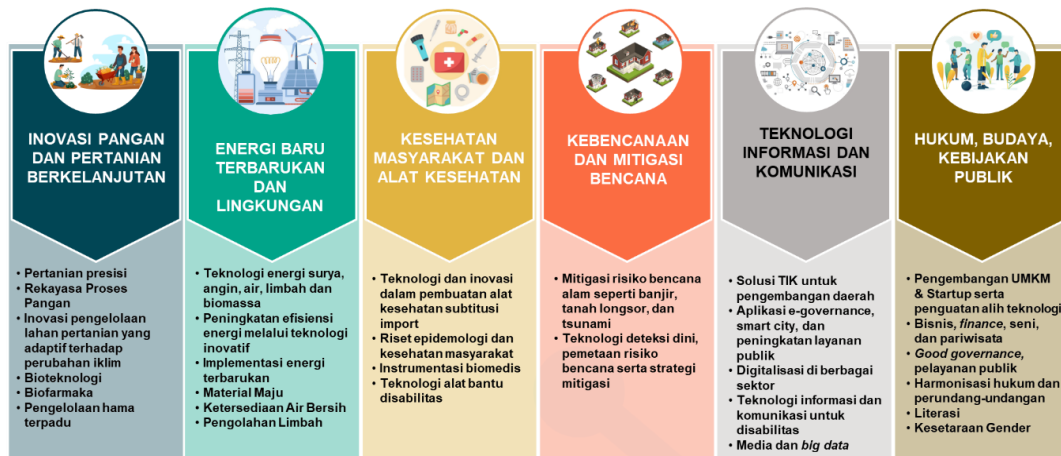 INOVASI PANGAN
DAN PERTANIAN
BERKELANJUTAN
• Pertanian presisi
• Rekayasa Proses
Pangan
• Inovasi pengelolaan
lahan pertanian yang
adaptif terhadap
perubahan iklim
• Bioteknologi
• Biofarmaka
• Pengelolaan hama
terpadu
ENERGI BARU
TERBARUKAN
DAN
LINGKUNGAN
• Teknologi energi surya,
angin, air, limbah dan
biomassa
• Peningkatan efisiensi
energi melalui teknologi
inovatif
• Implementasi energi
terbarukan
• Material Maju
• Ketersediaan Air Bersih
• Pengolahan Limbah
KESEHATAN
MASYARAKAT DAN
ALAT KESEHATAN
• Teknologi dan inovasi
dalam pembuatan alat
kesehatan subtitusi
import
• Riset epidemologi dan
kesehatan masyarakat
• Instrumentasi biomedis
• Teknologi alat bantu
disabilitas
KEBENCANAAN
DAN MITIGASI
BENCANA
• Mitigasi risiko bencana
alam seperti banjir,
tanah longsor, dan
tsunami
• Teknologi deteksi dini,
pemetaan risiko
bencana serta strategi
mitigasi
TEKNOLOGI
INFORMASI DAN
KOMUNIKASI
• Solusi TIK untuk
pengembangan daerah
• Aplikasi e-governance,
smart city, dan
peningkatan layanan
publik
• Digitalisasi di berbagai
sektor
• Teknologi informasi dan
komunikasi untuk
disabilitas
• Media dan big data
HUKUM, BUDAYA,
KEBIJAKAN
PUBLIK
• Pengembangan UMKM
& Startup serta
penguatan alih teknologi
• Bisnis, finance, seni,
dan pariwisata
• Good governance,
pelayanan publik
• Harmonisasi hukum dan
perundang-undangan
• Literasi
• Kesetaraan Gender